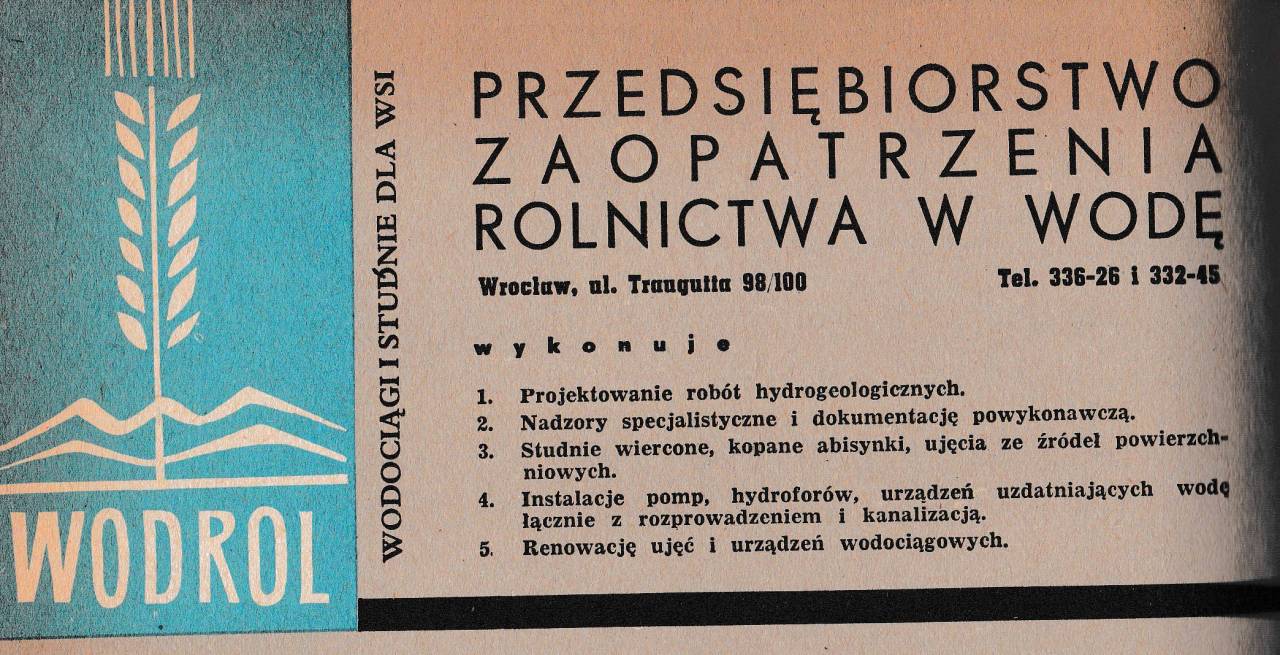 WODROL
WODOCIĄGI I STUDNIE DLA WSI
PRZEDSIĘBIORSTWO
ZAOPATRZENIA
ROLNICTWA W WODĘ
Wrocław, ul. Traugutta 98/100 Tel. 336-26 i 332-45
wykonuje
1. Projektowanie robót hydrogeologicznych.
2. Nadzory specjalistyczne i dokumentację powykonawczą.
3. Studnie wiercone, kopane abisynki, ujęcia ze źródeł powierzch-
niowych.
4. Instalacje pomp, hydroforów, urządzeń uzdatniających wodę
łącznie z rozprowadzeniem i kanalizacją.
5. Renowację ujęć i urządzeń wodociągowych.